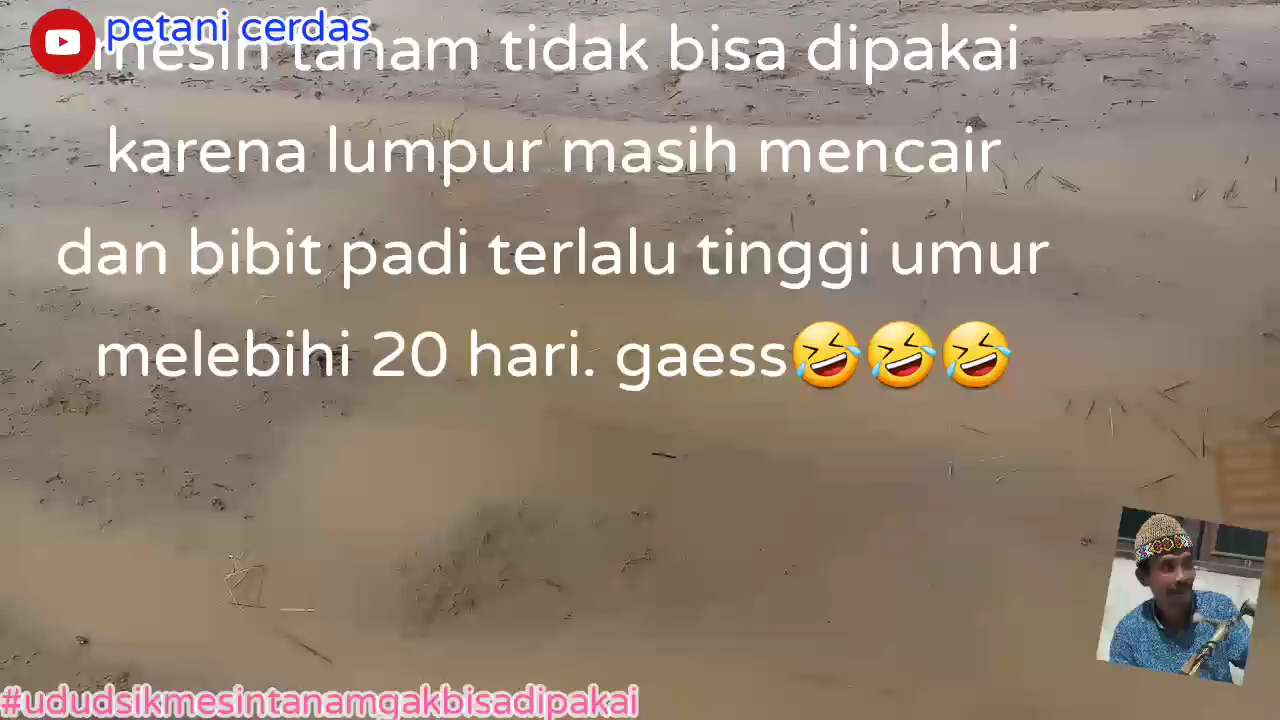 petani cerdas
mesin tanam tidak bisa dipakai
karena lumpur masih mencair
dan bibit padi terlalu tinggi umur
melebihi 20 hari. gaess🤣🤣🤣
#ududsikmesintanamgakbisadipakai